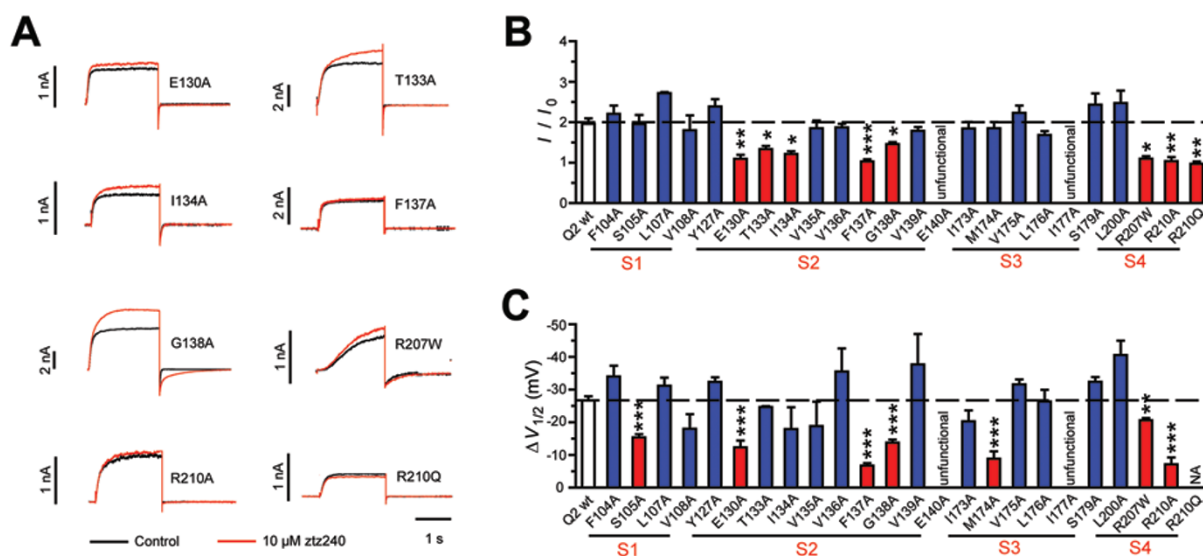 A
1 nA
E130A
2 nA
T133A
1 nA
I134A
2 nA
F137A
2 nA
G138A
1 nA
R207W
1 nA
R210A
1 nA
R210Q
Control
10 μM ztz240
1 s
B
I / I0
4
3
2
1
0
** * * *** * unfunctional unfunctional * ** **
Q2 wt F104A S105A L107A V108A Y127A E130A T133A I134A V135A V136A F137A G138A V139A E140A I173A M174A V175A L176A I177A S179A L200A R207W R210A R210Q
S1 S2 S3 S4
C
ΔV1/2 (mV)
-50
-40
-30
-20
-10
0
*** *** *** *** unfunctional *** unfunctional ** *** NA
Q2 wt F104A S105A L107A V108A Y127A E130A T133A I134A V135A V136A F137A G138A V139A E140A I173A M174A V175A L176A I177A S179A L200A R207W R210A R210Q
S1 S2 S3 S4